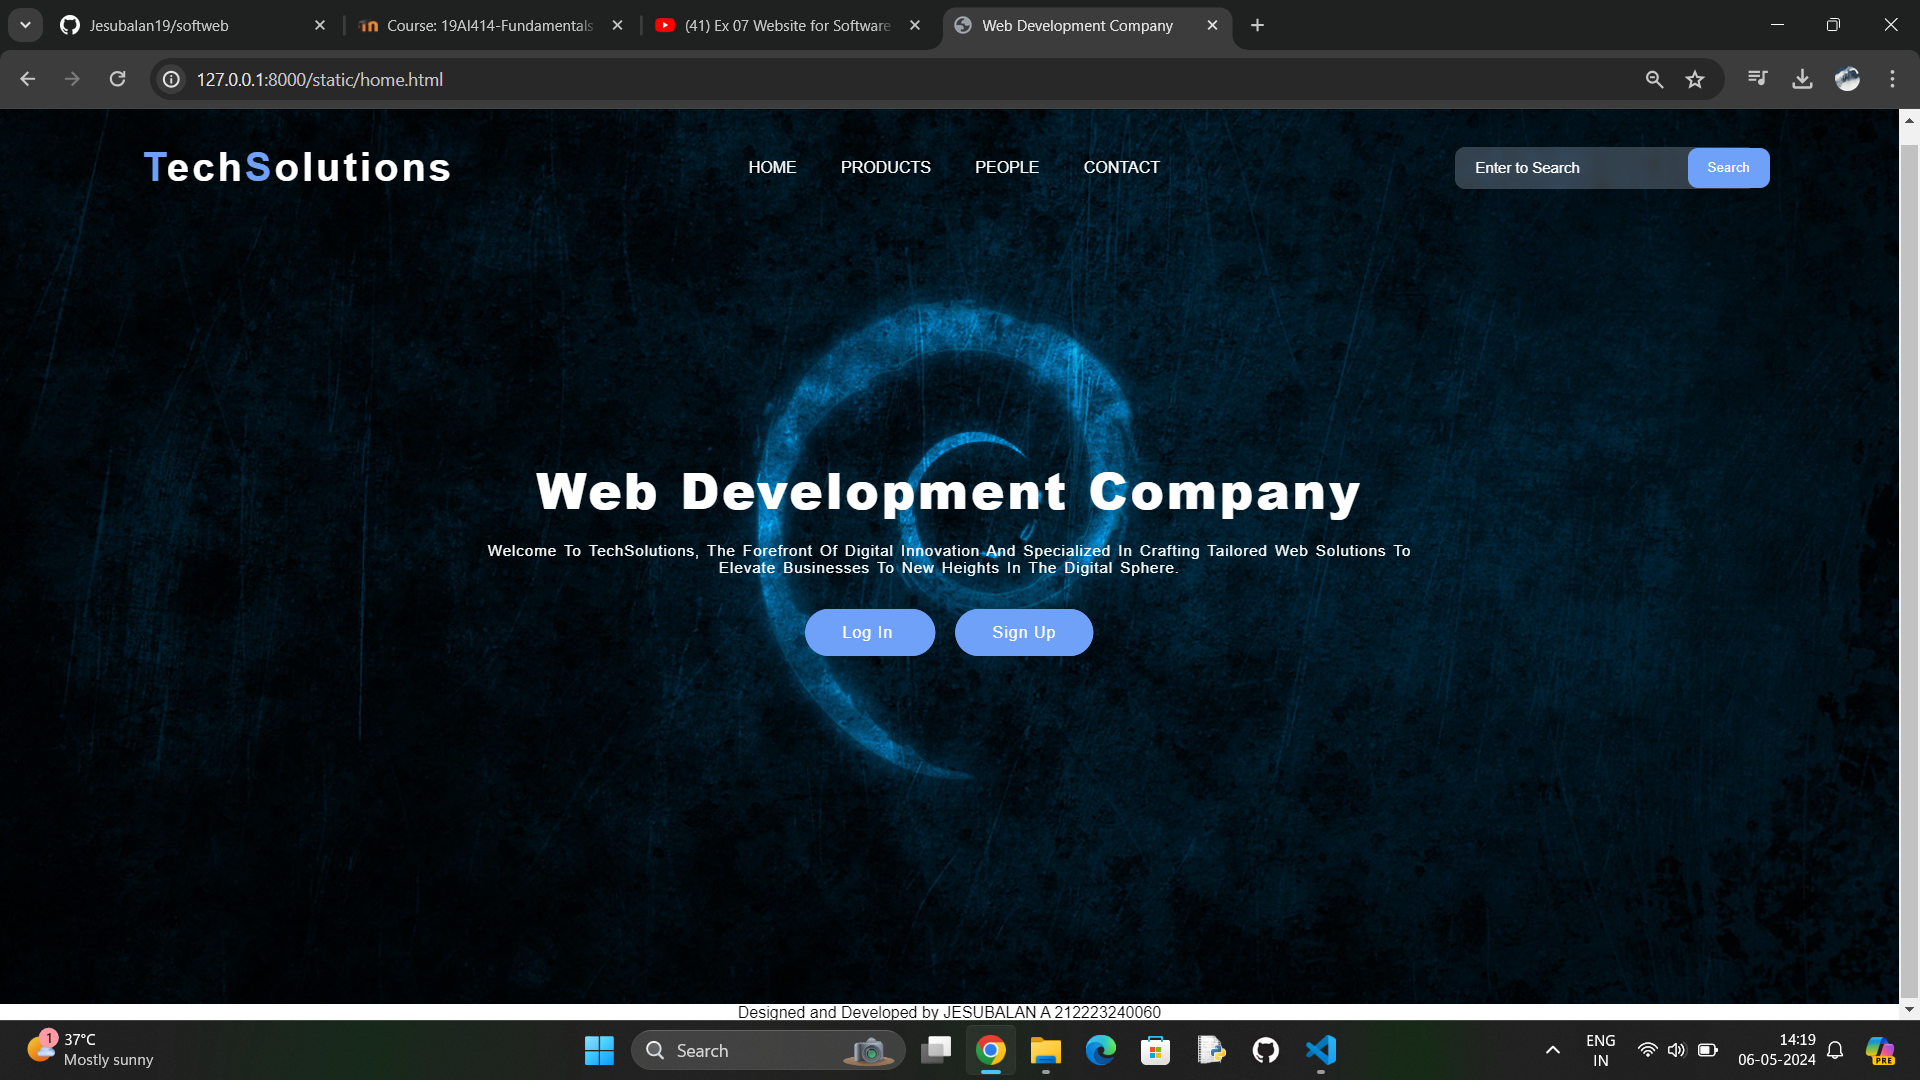 Jesubalan19/softweb
Course: 19AI414-Fundamentals
(41) Ex 07 Website for Software
Web Development Company
127.0.0.1:8000/static/home.html
TechSolutions
HOME PRODUCTS PEOPLE CONTACT
Enter to Search
Search
Web Development Company
Welcome To TechSolutions, The Forefront Of Digital Innovation And Specialized In Crafting Tailored Web Solutions To
Elevate Businesses To New Heights In The Digital Sphere.
Log In
Sign Up
Designed and Developed by JESUBALAN A 212223240060
1
37°C
Mostly sunny
Search
PRE
ENG
IN
14:19
06-05-2024